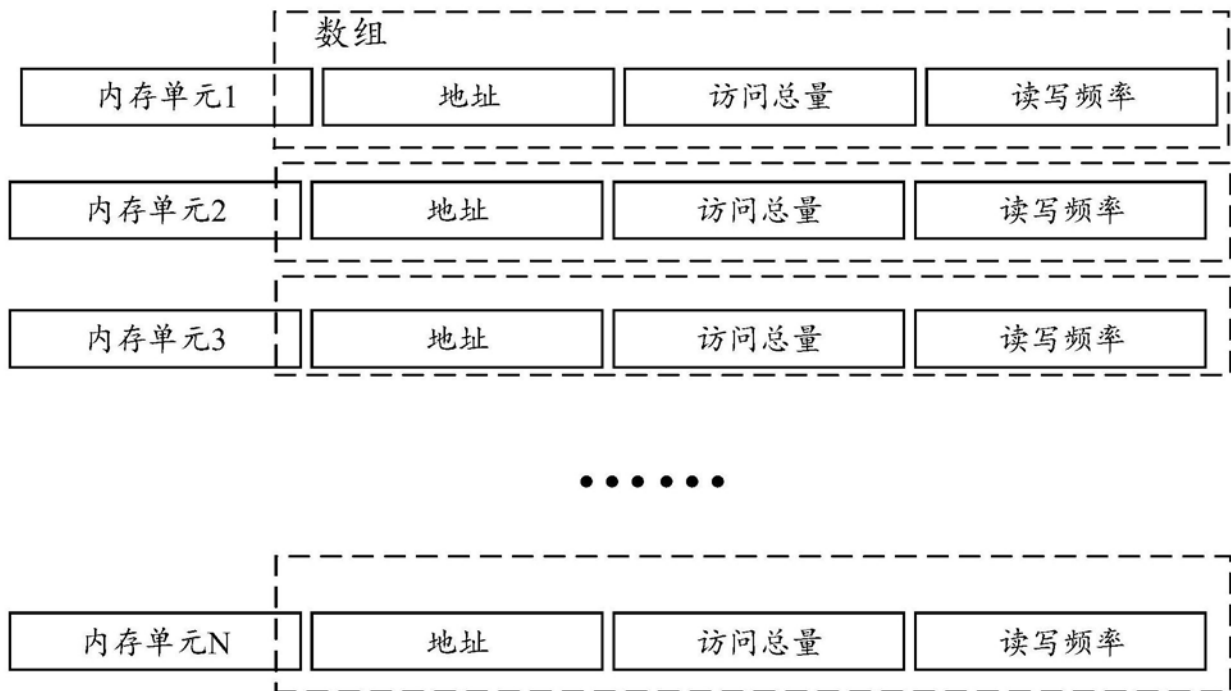 数组
内存单元1 地址 访问总量 读写频率
内存单元2 地址 访问总量 读写频率
内存单元3 地址 访问总量 读写频率
••••••
内存单元N 地址 访问总量 读写频率